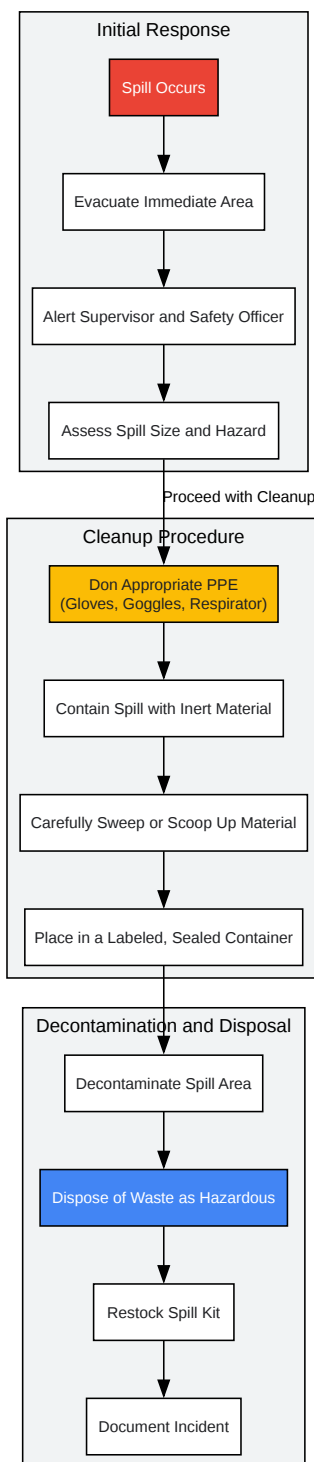 Initial Response
Spill Occurs
Evacuate Immediate Area
Alert Supervisor and Safety Officer
Assess Spill Size and Hazard
Proceed with Cleanup
Cleanup Procedure
Don Appropriate PPE
(Gloves, Goggles, Respirator)
Contain Spill with Inert Material
Carefully Sweep or Scoop Up Material
Place in a Labeled, Sealed Container
Decontamination and Disposal
Decontaminate Spill Area
Dispose of Waste as Hazardous
Restock Spill Kit
Document Incident